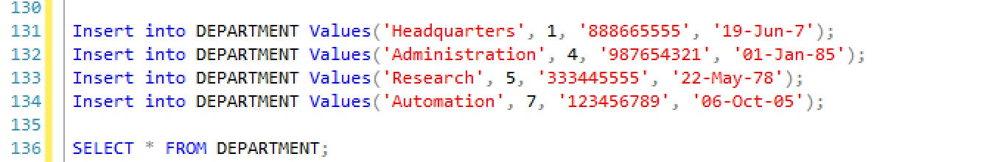 130
131 Insert into DEPARTMENT Values('Headquarters', 1, '888665555', '19-Jun-7');
132 Insert into DEPARTMENT Values('Administration', 4, '987654321', '01-Jan-85');
133 Insert into DEPARTMENT Values('Research', 5, '333445555', '22-May-78');
134 Insert into DEPARTMENT Values('Automation', 7, '123456789', '06-Oct-05');
135
136 SELECT * FROM DEPARTMENT;